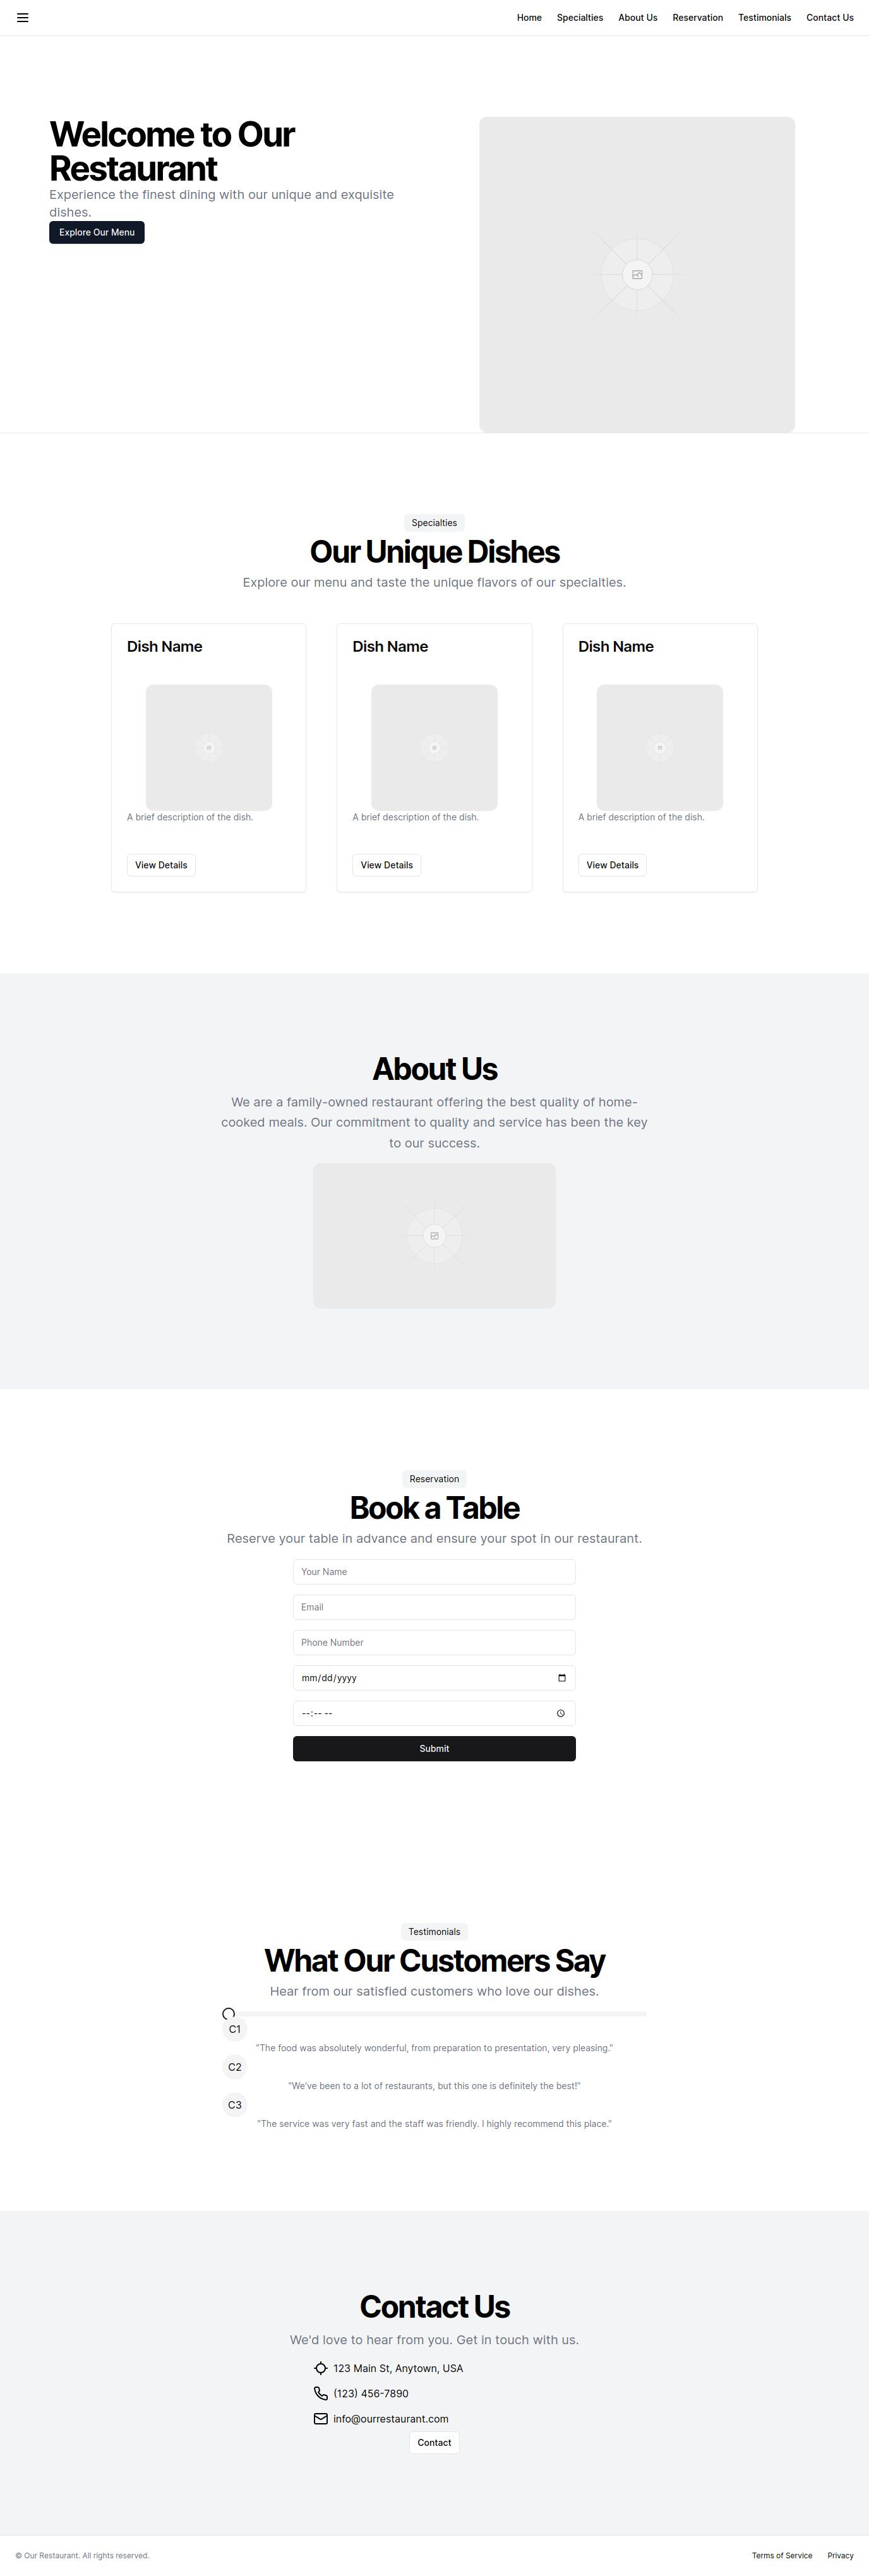 Home Specialties About Us Reservation Testimonials Contact Us
Welcome to Our
Restaurant
Experience the finest dining with our unique and exquisite
dishes.
Explore Our Menu
Specialties
Our Unique Dishes
Explore our menu and taste the unique flavors of our specialties.
Dish Name
A brief description of the dish.
View Details
Dish Name
A brief description of the dish.
View Details
Dish Name
A brief description of the dish.
View Details
About Us
We are a family-owned restaurant offering the best quality of home-
cooked meals. Our commitment to quality and service has been the key
to our success.
Reservation
Book a Table
Reserve your table in advance and ensure your spot in our restaurant.
Your Name
Email
Phone Number
mm/dd/yyyy
--:-- --
Submit
Testimonials
What Our Customers Say
Hear from our satisfied customers who love our dishes.
C1
"The food was absolutely wonderful, from preparation to presentation, very pleasing."
C2
"We've been to a lot of restaurants, but this one is definitely the best!"
C3
"The service was very fast and the staff was friendly. I highly recommend this place."
Contact Us
We'd love to hear from you. Get in touch with us.
123 Main St, Anytown, USA
(123) 456-7890
info@ourrestaurant.com
Contact
© Our Restaurant. All rights reserved.
Terms of Service Privacy